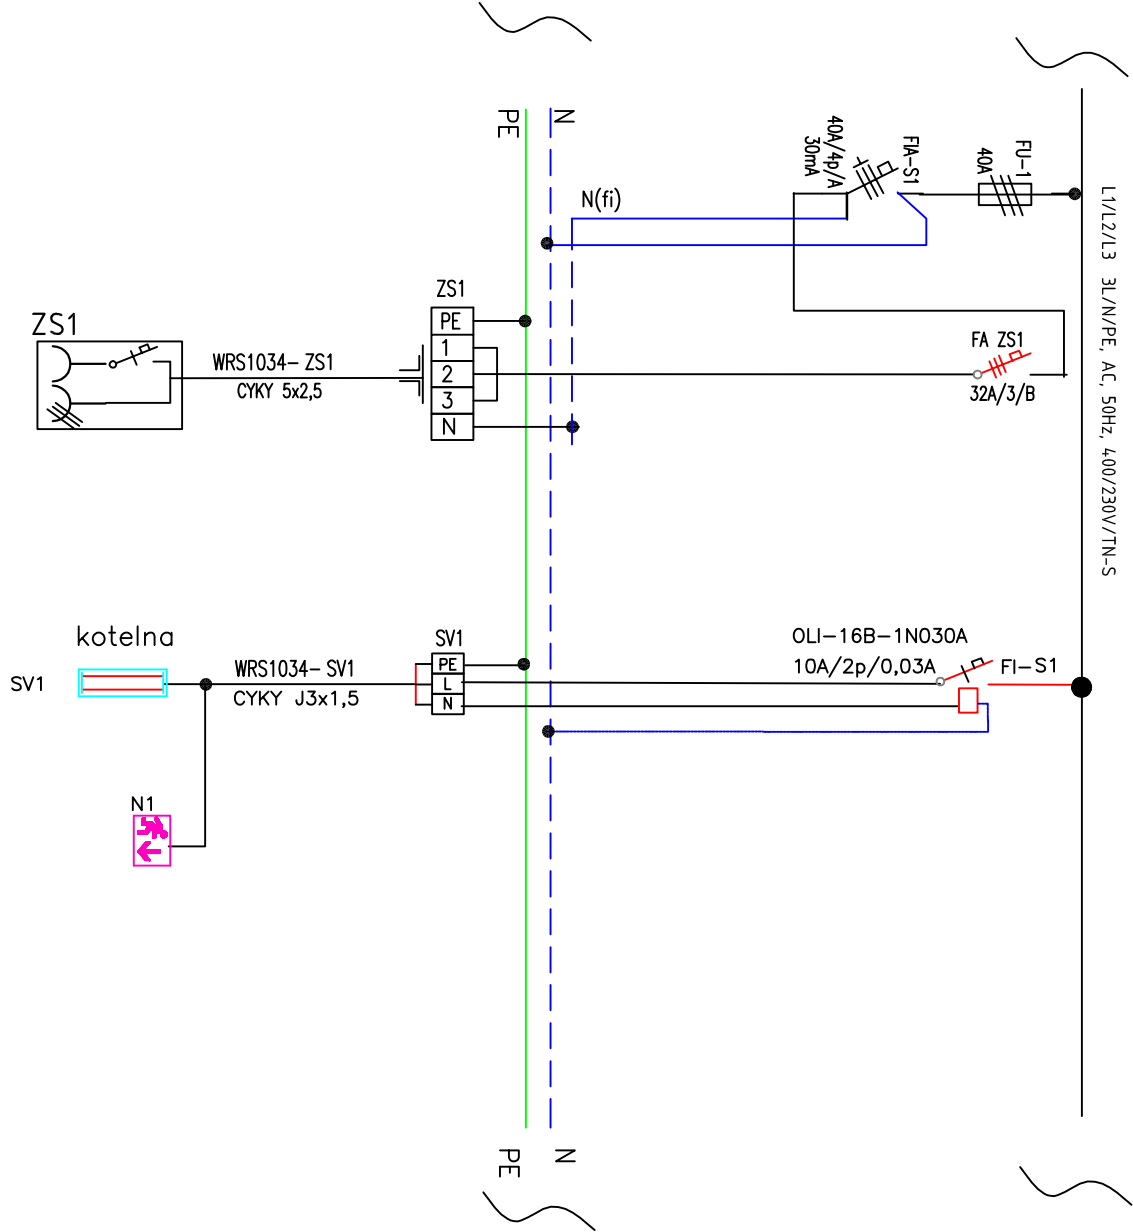 PE
N
40A/4p/A
30mA
FIA-S1
FU-1
40A
L1/L2/L3 3L/N/PE, AC, 50Hz, 400/230V/TN-S
N(fi)
ZS1
ZS1
PE
1
2
3
N
WRS1034-ZS1
CYKY 5x2,5
FA ZS1
32A/3/B
kotelna
SV1
WRS1034-SV1
CYKY J3x1,5
SV1
PE
L
N
OLI-16B-1N030A
10A/2p/0,03A
FI-S1
N1
PE
N